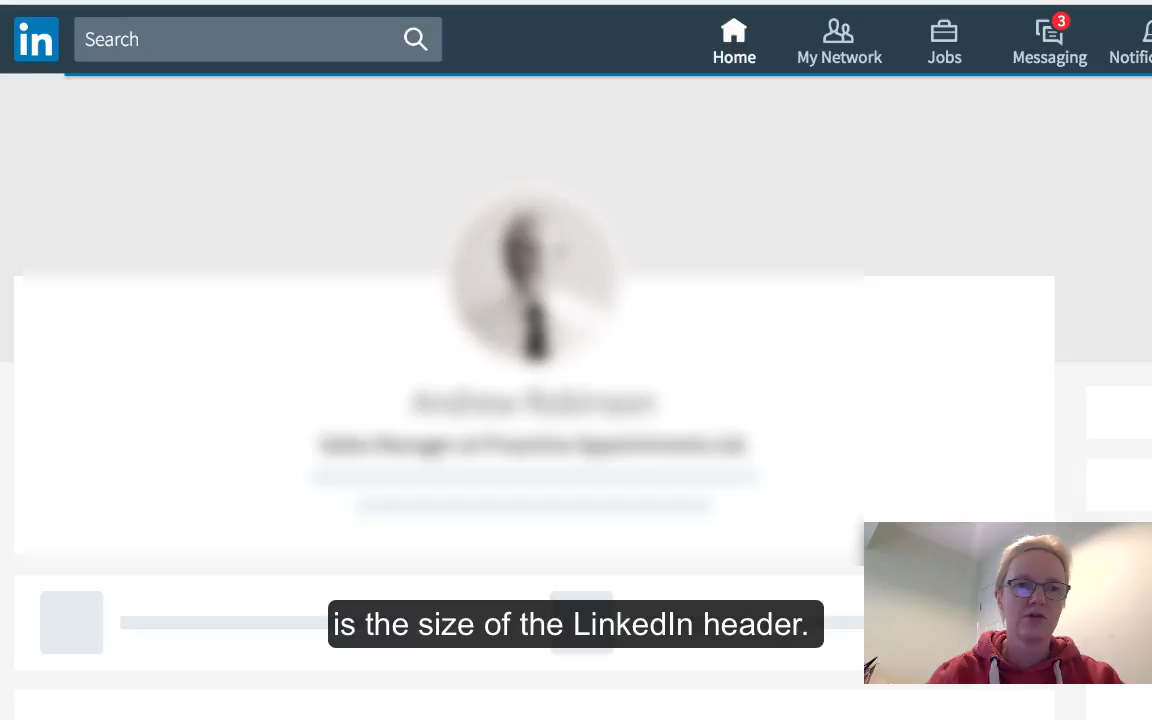 in
Search
3
Home
My Network
Jobs
Messaging
Notific
is the size of the LinkedIn header.